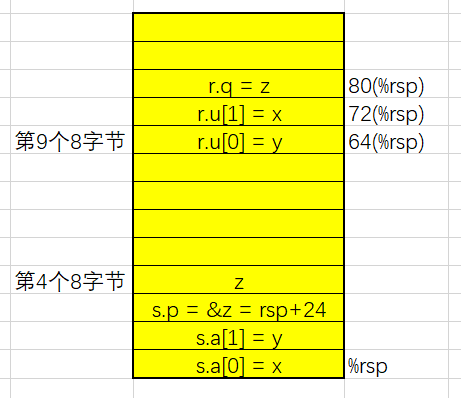 r.q = z 80(%rsp)
r.u[1] = x 72(%rsp)
第9个8字节 r.u[0] = y 64(%rsp)
第4个8字节 z
s.p = &z = rsp+24
s.a[1] = y
s.a[0] = x %rsp